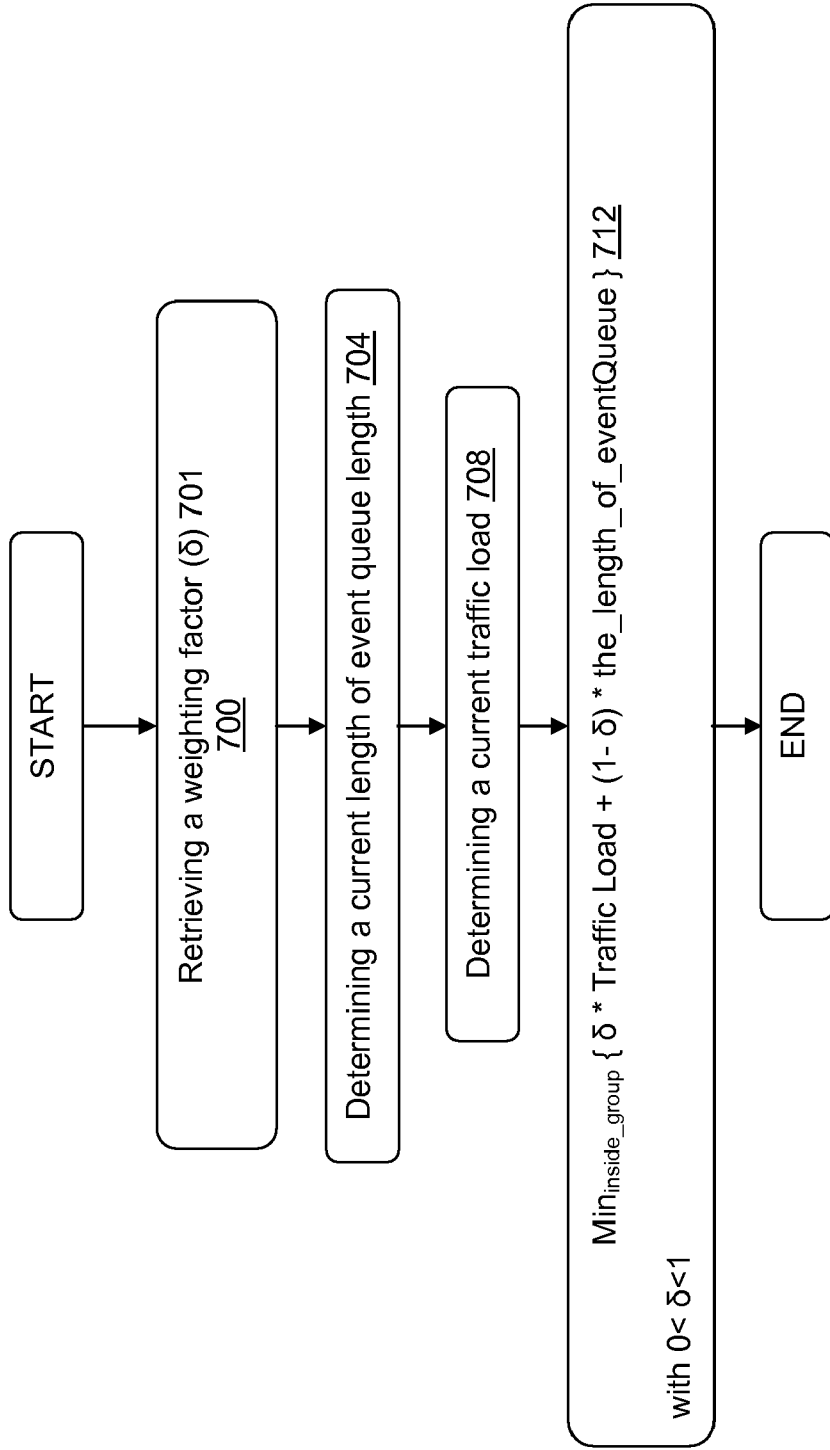 START
Retrieving a weighting factor (δ) 701
700
Determining a current length of event queue length 704
Determining a current traffic load 708
Min_inside_group { δ * Traffic Load + (1- δ) * the_length_of_eventQueue } 712
with 0< δ<1
END